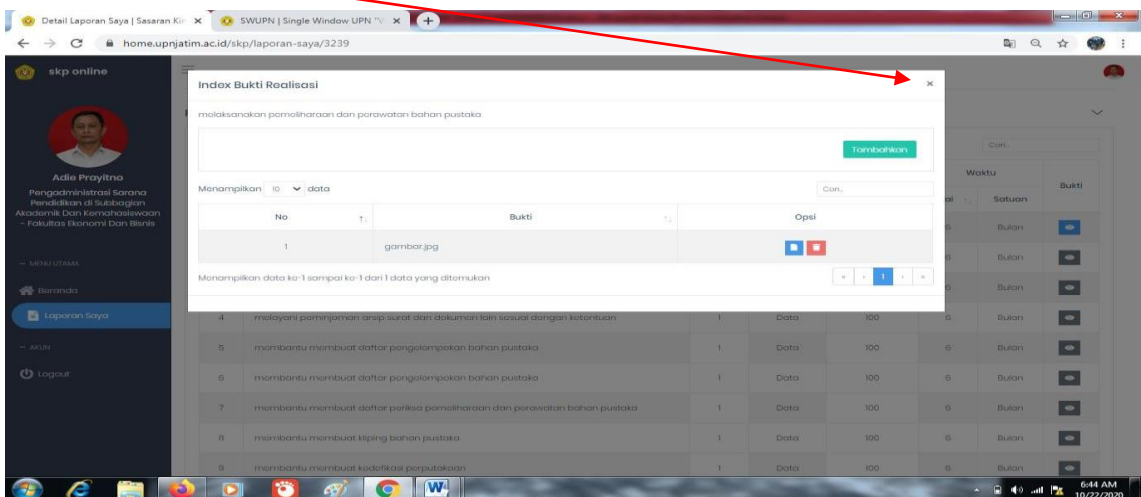 Detail Laporan Saya | Sasaran Kin
SWUPN | Single Window UPN "V
home.upnjatim.ac.id/skp/laporan-saya/3239
skp online
Adie Prayitno
Pengadministrasi Sarana
Pendidikan di Subbagian
Akademik Dan Kemahasiswaan
- Fakultas Ekonomi Dan Bisnis
- MENU UTAMA
Beranda
Laporan Saya
- AKUN
Logout
Index Bukti Realisasi
×
melaksanakan pemeliharaan dan perawatan bahan pustaka
Tambahkan
Menampilkan 10 data
Cari..
No Bukti Opsi
1 gambar.jpg
Menampilkan data ke-1 sampai ke-1 dari 1 data yang ditemukan
« ‹ 1 › »
Cari..
Waktu Bukti
ai Satuan
6 Bulan
6 Bulan
6 Bulan
4 melayani peminjaman arsip surat dan dokumen lain sesuai dengan ketentuan 1 Data 100 6 Bulan
5 membantu membuat daftar pengelompokan bahan pustaka 1 Data 100 6 Bulan
6 membantu membuat daftar pengelompokan bahan pustaka 1 Data 100 6 Bulan
7 membantu membuat daftar periksa pemeliharaan dan perawatan bahan pustaka 1 Data 100 6 Bulan
8 membantu membuat kliping bahan pustaka 1 Data 100 6 Bulan
9 membantu membuat kodefikasi perpustakaan 1 Data 100 6 Bulan
6:44 AM
10/22/2020